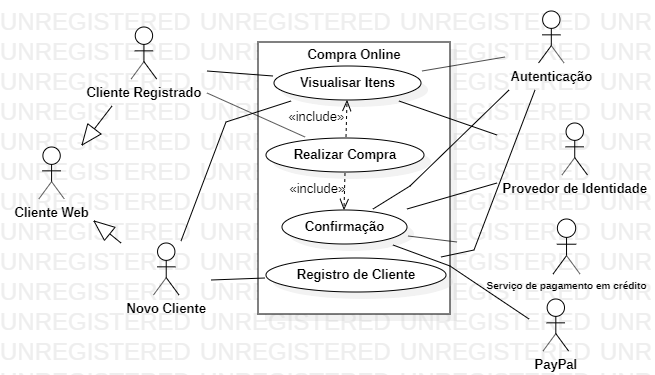 UNREGISTERED UNREGISTERED UNREGISTERED UNR
Compra Online
Cliente Registrado
Visualisar Itens
Autenticação
«include»
Realizar Compra
Cliente Web
Provedor de Identidade
«include»
Confirmação
Registro de Cliente
Serviço de pagamento em crédito
Novo Cliente
PayPal